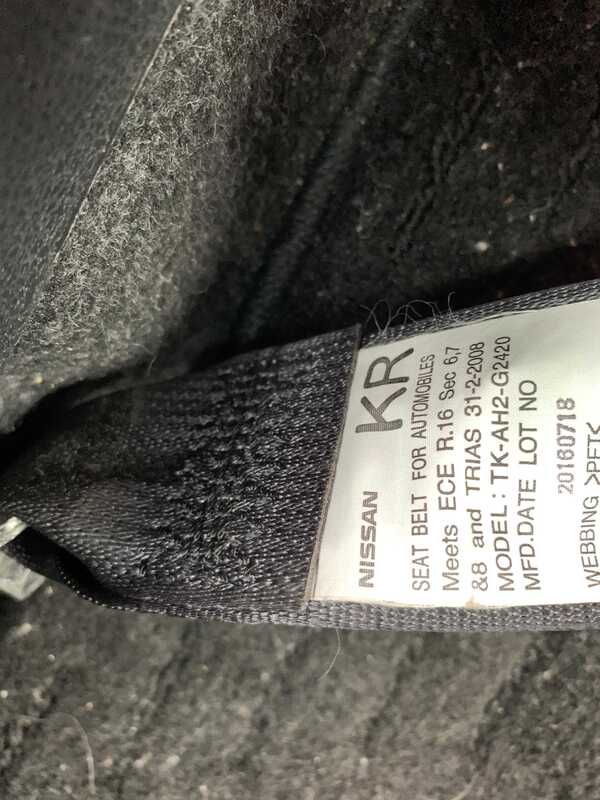 NISSAN KR
SEAT BELT FOR AUTOMOBILES
Meets ECE R.16 Sec 6,7
&8 and TRIAS 31-2-2008
MODEL : TK-AH2-G2420
MFD.DATE LOT NO
20160718
WEBBING >PET<